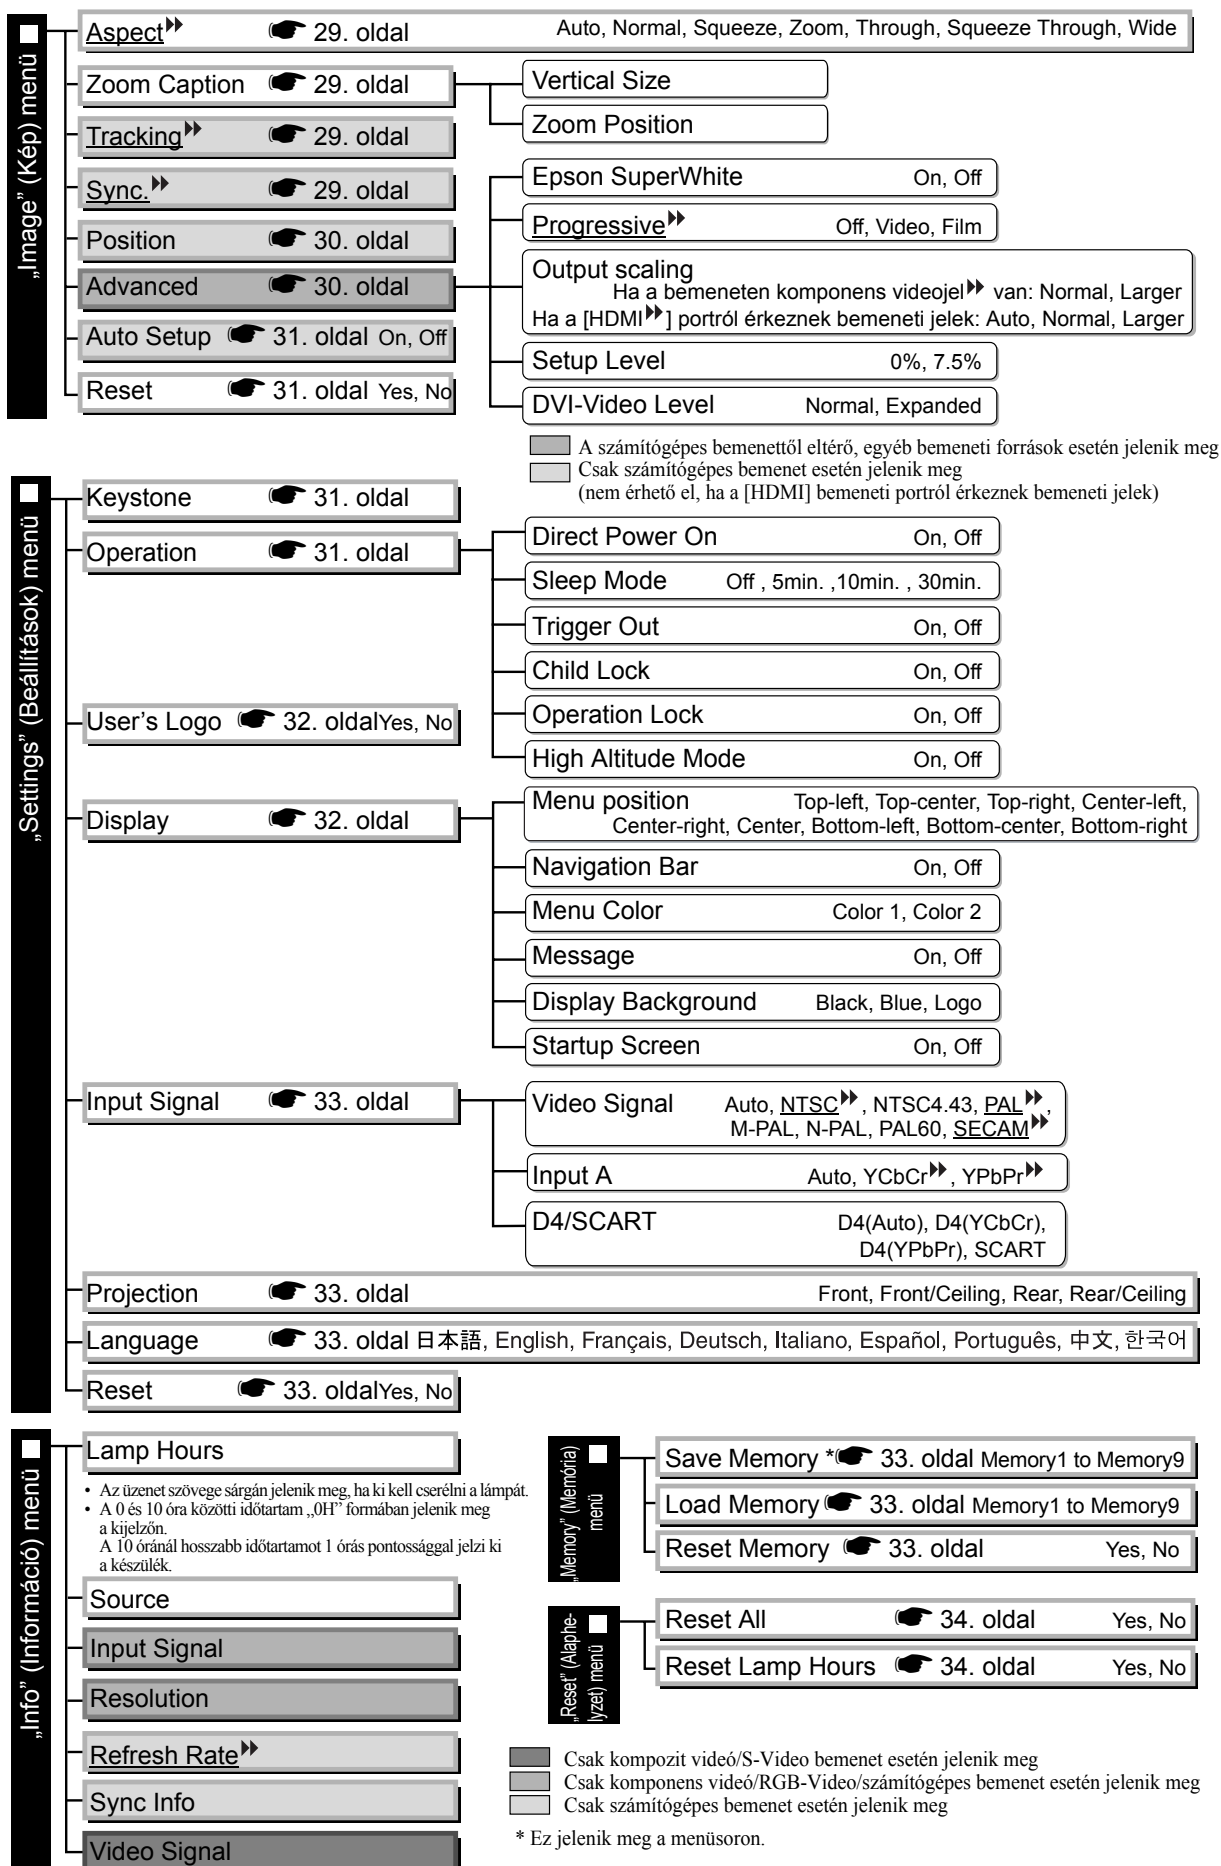 „Image” (Kép) menü
Aspect 29. oldal Auto, Normal, Squeeze, Zoom, Through, Squeeze Through, Wide
Zoom Caption 29. oldal
Vertical Size
Zoom Position
Tracking 29. oldal
Sync. 29. oldal
Position 30. oldal
Advanced 30. oldal
Epson SuperWhite On, Off
Progressive Off, Video, Film
Output scaling
Ha a bemeneten komponens videojel van: Normal, Larger
Ha a [HDMI] portról érkeznek bemeneti jelek: Auto, Normal, Larger
Setup Level 0%, 7.5%
DVI-Video Level Normal, Expanded
Auto Setup 31. oldal On, Off
Reset 31. oldal Yes, No
A számítógépes bemenettől eltérő, egyéb bemeneti források esetén jelenik meg
Csak számítógépes bemenet esetén jelenik meg
(nem érhető el, ha a [HDMI] bemeneti portról érkeznek bemeneti jelek)
„Settings” (Beállítások) menü
Keystone 31. oldal
Operation 31. oldal
Direct Power On On, Off
Sleep Mode Off , 5min. ,10min. , 30min.
Trigger Out On, Off
Child Lock On, Off
Operation Lock On, Off
High Altitude Mode On, Off
User’s Logo 32. oldalYes, No
Display 32. oldal
Menu position Top-left, Top-center, Top-right, Center-left,
Center-right, Center, Bottom-left, Bottom-center, Bottom-right
Navigation Bar On, Off
Menu Color Color 1, Color 2
Message On, Off
Display Background Black, Blue, Logo
Startup Screen On, Off
Input Signal 33. oldal
Video Signal Auto, NTSC , NTSC4.43, PAL ,
M-PAL, N-PAL, PAL60, SECAM
Input A Auto, YCbCr , YPbPr
D4/SCART D4(Auto), D4(YCbCr),
D4(YPbPr), SCART
Projection 33. oldal Front, Front/Ceiling, Rear, Rear/Ceiling
Language 33. oldal 日本語, English, Français, Deutsch, Italiano, Español, Português, 中文, 한국어
Reset 33. oldalYes, No
„Info” (Információ) menü
Lamp Hours
• Az üzenet szövege sárgán jelenik meg, ha ki kell cserélni a lámpát.
• A 0 és 10 óra közötti időtartam „0H” formában jelenik meg
a kijelzőn.
A 10 óránál hosszabb időtartamot 1 órás pontossággal jelzi ki
a készülék.
Source
Input Signal
Resolution
Refresh Rate
Sync Info
Video Signal
„Memory” (Memória)
menü
Save Memory * 33. oldal Memory1 to Memory9
Load Memory 33. oldal Memory1 to Memory9
Reset Memory 33. oldal Yes, No
„Reset” (Alaphe-
lyzet) menü
Reset All 34. oldal Yes, No
Reset Lamp Hours 34. oldal Yes, No
Csak kompozit videó/S-Video bemenet esetén jelenik meg
Csak komponens videó/RGB-Video/számítógépes bemenet esetén jelenik meg
Csak számítógépes bemenet esetén jelenik meg
* Ez jelenik meg a menüsoron.